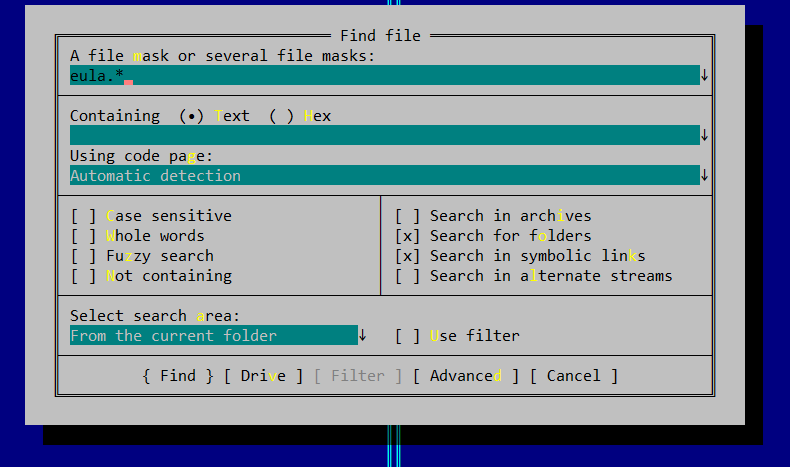 Find file
A file mask or several file masks:
eula.*
Containing (•) Text ( ) Hex
Using code page:
Automatic detection
[ ] Case sensitive [ ] Search in archives
[ ] Whole words [x] Search for folders
[ ] Fuzzy search [x] Search in symbolic links
[ ] Not containing [ ] Search in alternate streams
Select search area:
From the current folder ↓ [ ] Use filter
{ Find } [ Drive ] [ Filter ] [ Advanced ] [ Cancel ]